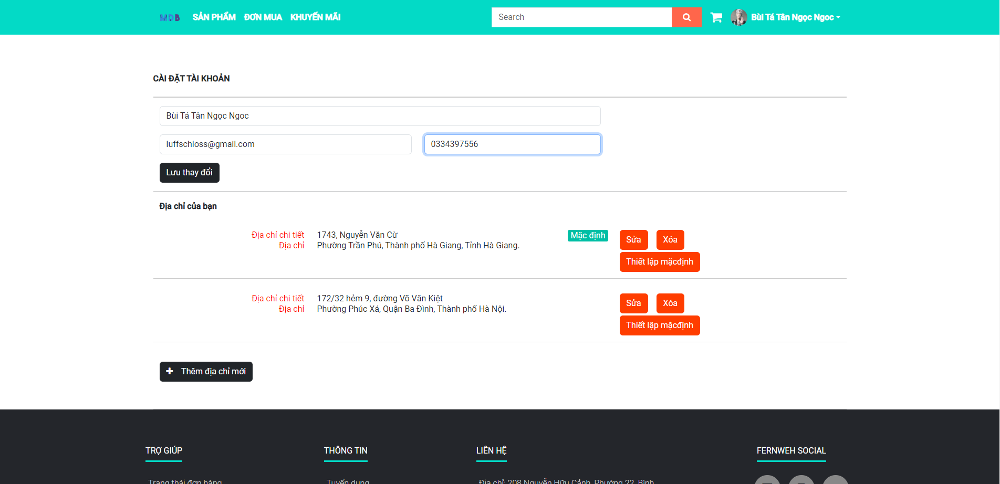 MDB SẢN PHẨM ĐƠN MUA KHUYẾN MÃI Search Bùi Tá Tân Ngọc Ngoc
CÀI ĐẶT TÀI KHOẢN
Bùi Tá Tân Ngọc Ngoc
luffschloss@gmail.com 0334397556
Lưu thay đổi
Địa chỉ của bạn
Địa chỉ chi tiết 1743, Nguyễn Văn Cừ Mặc định Sửa Xóa
Địa chỉ Phường Trần Phú, Thành phố Hà Giang, Tỉnh Hà Giang.
Thiết lập mặcđịnh
Địa chỉ chi tiết 172/32 hẻm 9, đường Võ Văn Kiệt Sửa Xóa
Địa chỉ Phường Phúc Xá, Quận Ba Đình, Thành phố Hà Nội.
Thiết lập mặcđịnh
Thêm địa chỉ mới
TRỢ GIÚP THÔNG TIN LIÊN HỆ FERNWEH SOCIAL
Trang thái đơn hàng Tuyển dụng Địa chỉ: 208 Nguyễn Hữu Cảnh, Phường 22, Bình